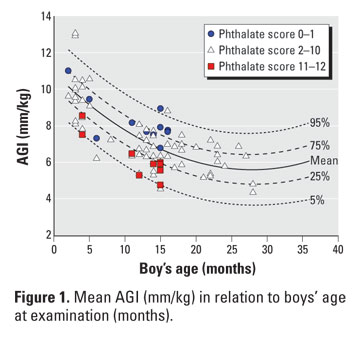 14
12
10
8
6
4
2
AGI (mm/kg)
Phthalate score 0–1
Phthalate score 2–10
Phthalate score 11–12
95%
75%
Mean
25%
5%
0 5 10 15 20 25 30 35 40
Boy's age (months)
Figure 1. Mean AGI (mm/kg) in relation to boys' age
at examination (months).